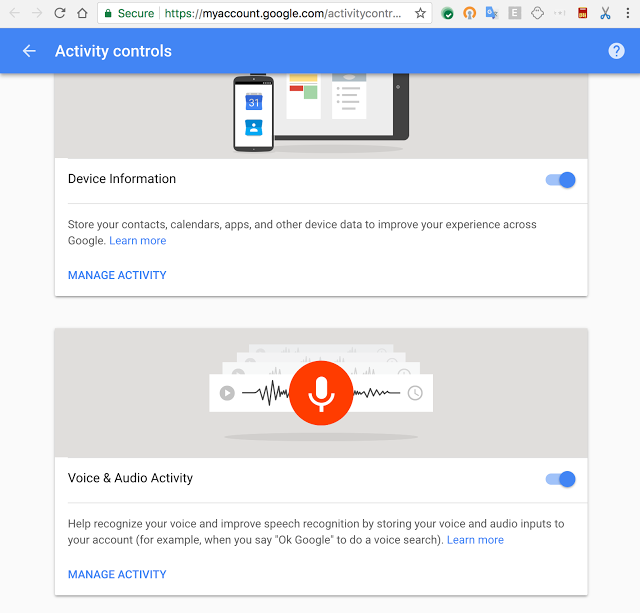 Secure https://myaccount.google.com/activitycontr...
Activity controls
31
Device Information
Store your contacts, calendars, apps, and other device data to improve your experience across
Google. Learn more
MANAGE ACTIVITY
Voice & Audio Activity
Help recognize your voice and improve speech recognition by storing your voice and audio inputs to
your account (for example, when you say "Ok Google" to do a voice search). Learn more
MANAGE ACTIVITY